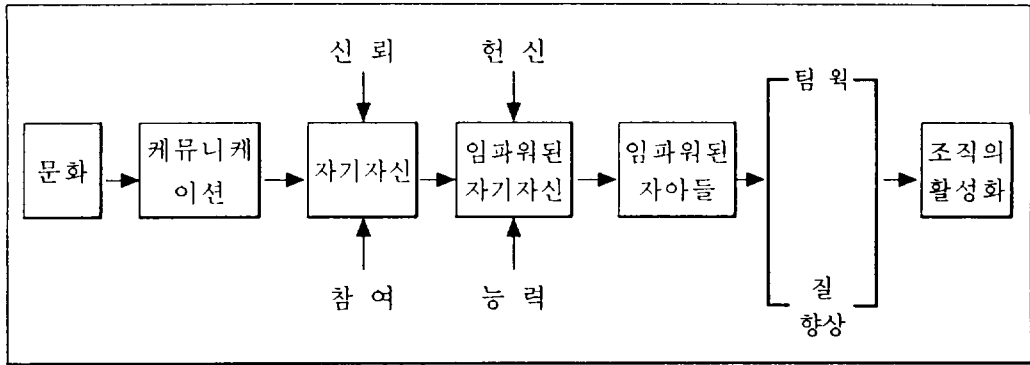 신 뢰
헌 신
팀 웍
문화
케뮤니케
이션
자기자신
임파워된
자기자신
임파워된
자아들
조직의
활성화
참 여
능 력
질
향상